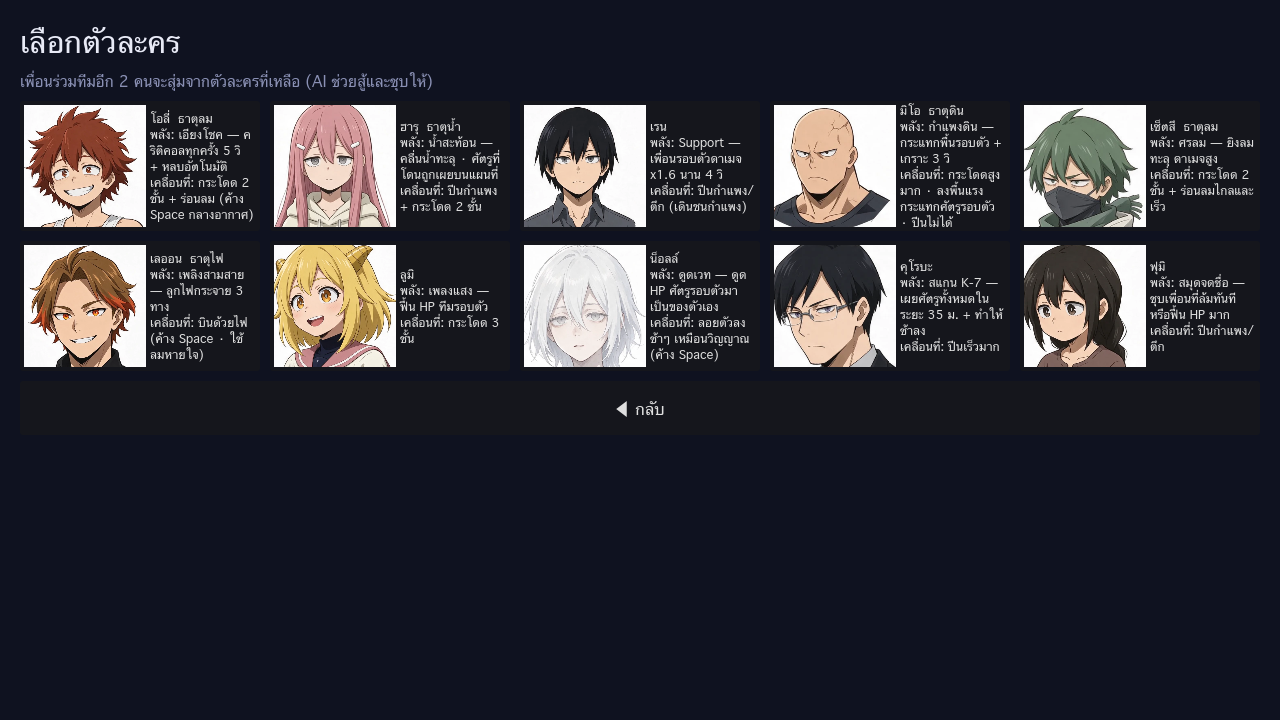 เลือกตัวละคร
เพื่อนร่วมทีมอีก 2 คนจะสุ่มจากตัวละครที่เหลือ (AI ช่วยสู้และชุบให้)
โอลี่  ธาตุลม
พลัง: เอียงโชค — ค
ริติคอลทุกครั้ง 5 วิ
+ หลบอัตโนมัติ
เคลื่อนที่: กระโดด 2
ชั้น + ร่อนลม (ค้าง
Space กลางอากาศ)
ฮารุ  ธาตุน้ำ
พลัง: น้ำสะท้อน —
คลื่นน้ำทะลุ · ศัตรูที่
โดนถูกเผยบนแผนที่
เคลื่อนที่: ปีนกำแพง
+ กระโดด 2 ชั้น
เรน
พลัง: Support —
เพื่อนรอบตัวดาเมจ
x1.6 นาน 4 วิ
เคลื่อนที่: ปีนกำแพง/
ตึก (เดินชนกำแพง)
มิโอ  ธาตุดิน
พลัง: กำแพงดิน —
กระแทกพื้นรอบตัว +
เกราะ 3 วิ
เคลื่อนที่: กระโดดสูง
มาก · ลงพื้นแรง
กระแทกศัตรูรอบตัว
· ปีนไม่ได้
เซ็ตสึ  ธาตุลม
พลัง: ศรลม — ยิงลม
ทะลุ ดาเมจสูง
เคลื่อนที่: กระโดด 2
ชั้น + ร่อนลมไกลและ
เร็ว
เลออน  ธาตุไฟ
พลัง: เพลิงสามสาย
— ลูกไฟกระจาย 3
ทาง
เคลื่อนที่: บินด้วยไฟ
(ค้าง Space · ใช้
ลมหายใจ)
ลูมิ
พลัง: เพลงแสง —
ฟื้น HP ทีมรอบตัว
เคลื่อนที่: กระโดด 3
ชั้น
น็อลล์
พลัง: ดูดเวท — ดูด
HP ศัตรูรอบตัวมา
เป็นของตัวเอง
เคลื่อนที่: ลอยตัวลง
ช้าๆ เหมือนวิญญาณ
(ค้าง Space)
คุโรบะ
พลัง: สแกน K-7 —
เผยศัตรูทั้งหมดใน
ระยะ 35 ม. + ทำให้
ช้าลง
เคลื่อนที่: ปีนเร็วมาก
ฟุมิ
พลัง: สมุดจดชื่อ —
ชุบเพื่อนที่ล้มทันที
หรือฟื้น HP มาก
เคลื่อนที่: ปีนกำแพง/
ตึก
◀ กลับ